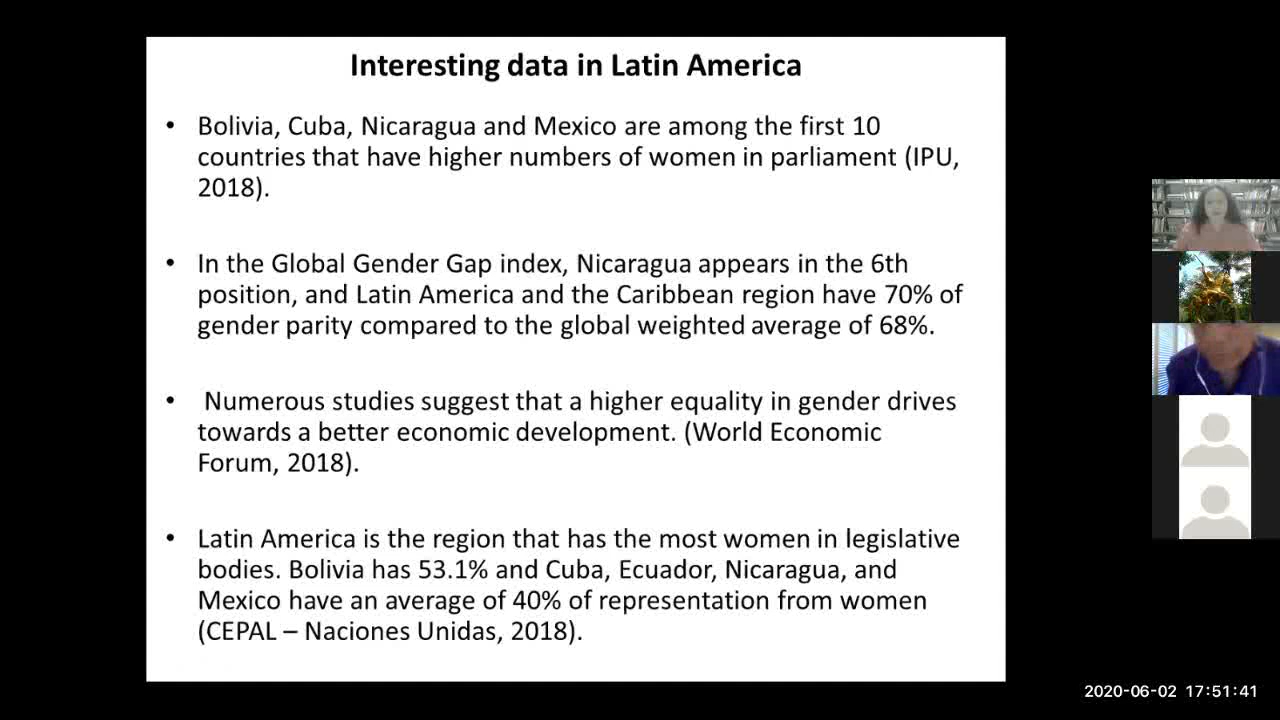 Interesting data in Latin America
• Bolivia, Cuba, Nicaragua and Mexico are among the first 10
countries that have higher numbers of women in parliament (IPU,
2018).
• In the Global Gender Gap index, Nicaragua appears in the 6th
position, and Latin America and the Caribbean region have 70% of
gender parity compared to the global weighted average of 68%.
• Numerous studies suggest that a higher equality in gender drives
towards a better economic development. (World Economic
Forum, 2018).
• Latin America is the region that has the most women in legislative
bodies. Bolivia has 53.1% and Cuba, Ecuador, Nicaragua, and
Mexico have an average of 40% of representation from women
(CEPAL – Naciones Unidas, 2018).
2020-06-02 17:51:41